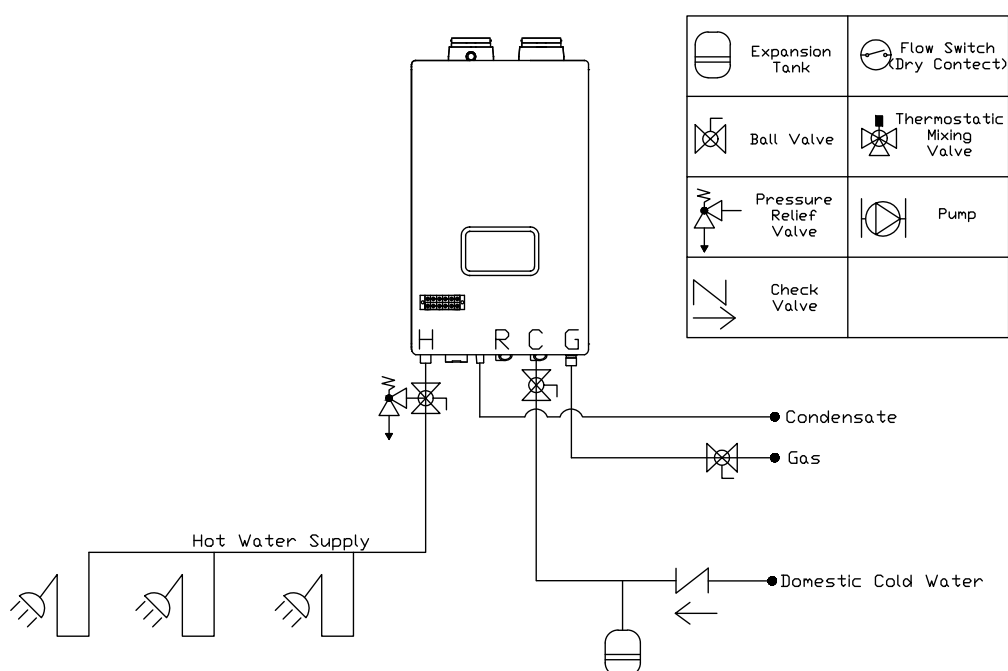 Expansion
Tank
Flow Switch
(Dry Contect)
Ball Valve
Thermostatic
Mixing
Valve
Pressure
Relief
Valve
Pump
Check
Valve
H R C G
Condensate
Gas
Hot Water Supply
Domestic Cold Water